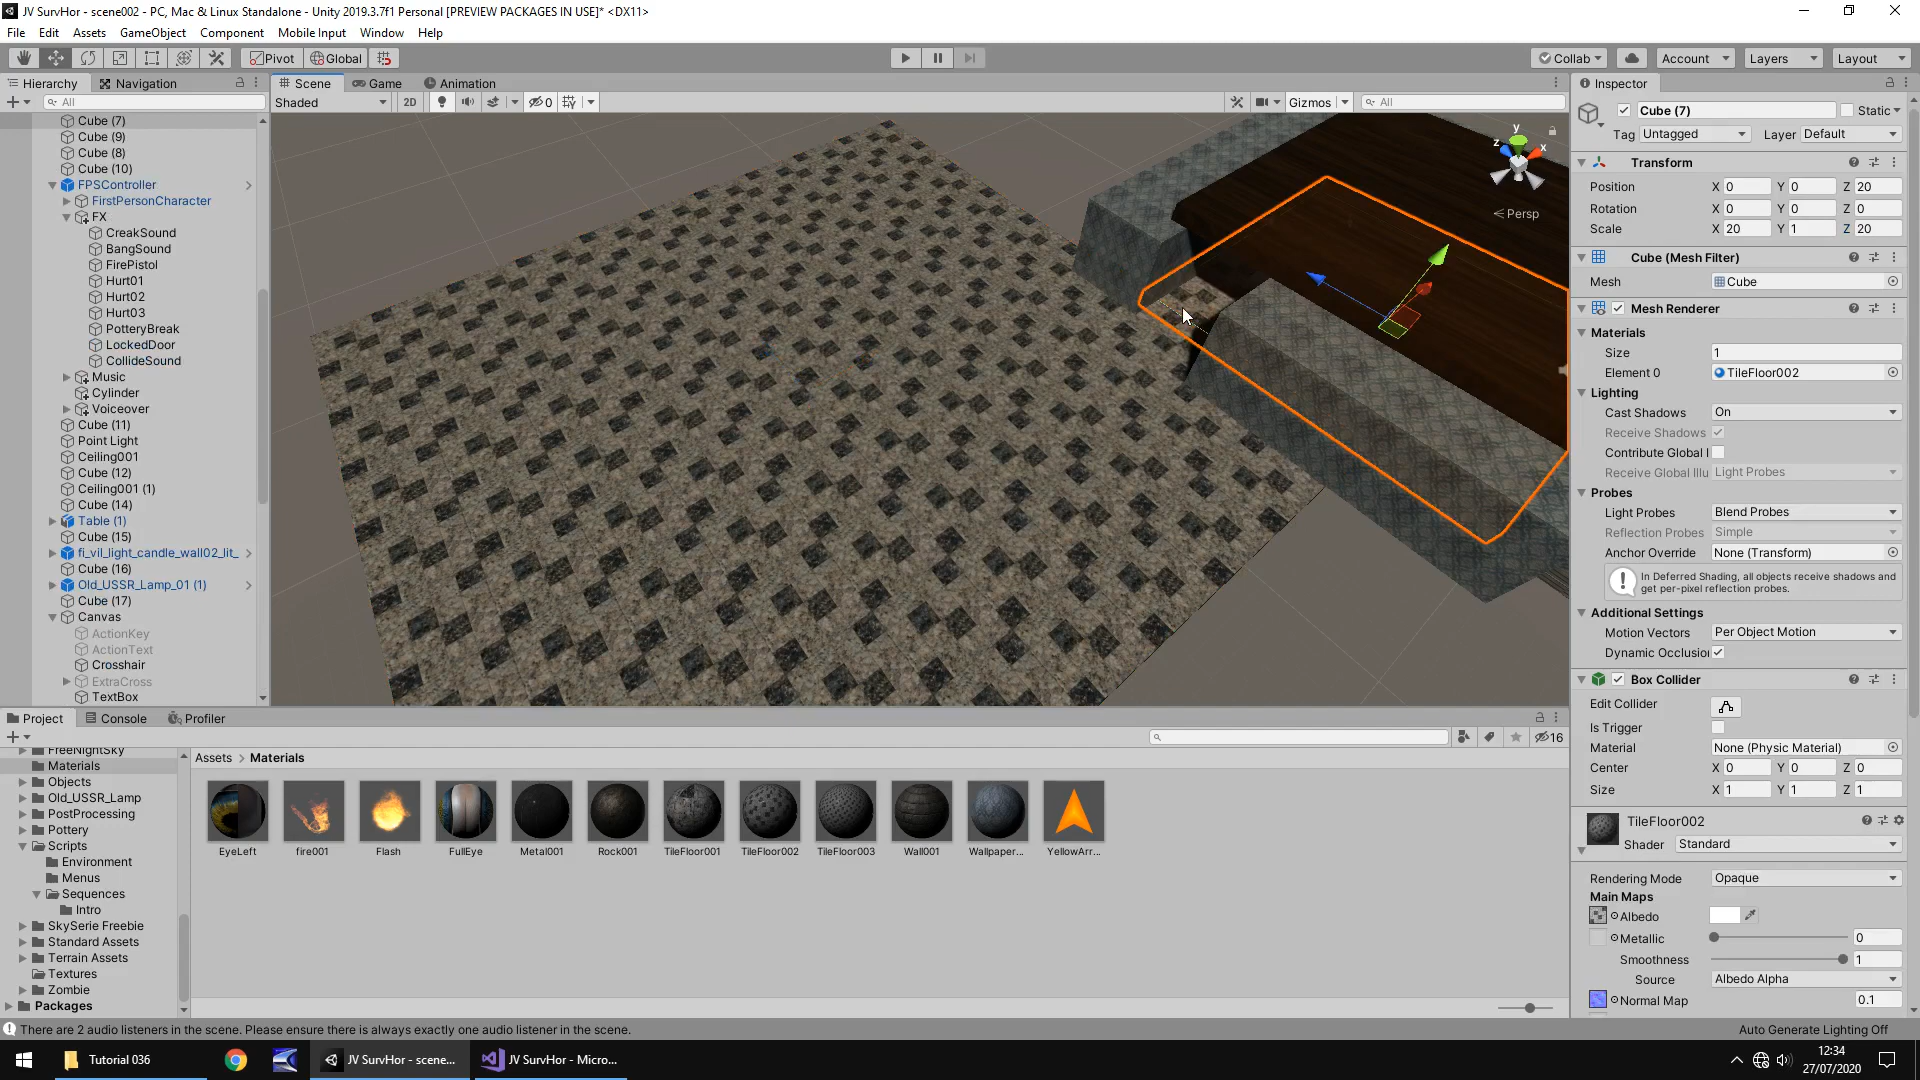 JV SurvHor - scene002 - PC, Mac & Linux Standalone - Unity 2019.3.7f1 Personal [PREVIEW PACKAGES IN USE]* <DX11>
File Edit Assets GameObject Component Mobile Input Window Help
Pivot Global Collab Account Layers Layout
Hierarchy Navigation
All
Cube (7)
Cube (9)
Cube (8)
Cube (10)
FPSController
FirstPersonCharacter
FX
CreakSound
BangSound
FirePistol
Hurt01
Hurt02
Hurt03
PotteryBreak
LockedDoor
CollideSound
Music
Cylinder
Voiceover
Cube (11)
Point Light
Ceiling001
Cube (12)
Ceiling001 (1)
Cube (14)
Table (1)
Cube (15)
fi_vil_light_candle_wall02_lit_
Cube (16)
Old_USSR_Lamp_01 (1)
Cube (17)
Canvas
ActionKey
ActionText
Crosshair
ExtraCross
TextBox
Scene Game Animation
Shaded 2D 0 Gizmos All
y
z x
Persp
Inspector
Cube (7) Static
Tag Untagged Layer Default
Transform
Position X 0 Y 0 Z 20
Rotation X 0 Y 0 Z 0
Scale X 20 Y 1 Z 20
Cube (Mesh Filter)
Mesh Cube
Mesh Renderer
Materials
Size 1
Element 0 TileFloor002
Lighting
Cast Shadows On
Receive Shadows
Contribute Global I
Receive Global Illu Light Probes
Probes
Light Probes Blend Probes
Reflection Probes Simple
Anchor Override None (Transform)
In Deferred Shading, all objects receive shadows and
get per-pixel reflection probes.
Additional Settings
Motion Vectors Per Object Motion
Dynamic Occlusion
Box Collider
Edit Collider
Is Trigger
Material None (Physic Material)
Center X 0 Y 0 Z 0
Size X 1 Y 1 Z 1
TileFloor002
Shader Standard
Rendering Mode Opaque
Main Maps
Albedo
Metallic 0
Smoothness 1
Source Albedo Alpha
Normal Map 0.1
Project Console Profiler
16
FreeNightSky
Materials
Objects
Old_USSR_Lamp
PostProcessing
Pottery
Scripts
Environment
Menus
Sequences
Intro
SkySerie Freebie
Standard Assets
Terrain Assets
Textures
Zombie
Packages
Assets > Materials
EyeLeft fire001 Flash FullEye Metal001 Rock001 TileFloor001 TileFloor002 TileFloor003 Wall001 Wallpaper... YellowArr...
There are 2 audio listeners in the scene. Please ensure there is always exactly one audio listener in the scene.
Auto Generate Lighting Off
Tutorial 036 JV SurvHor - scene... JV SurvHor - Micro...
12:34
27/07/2020